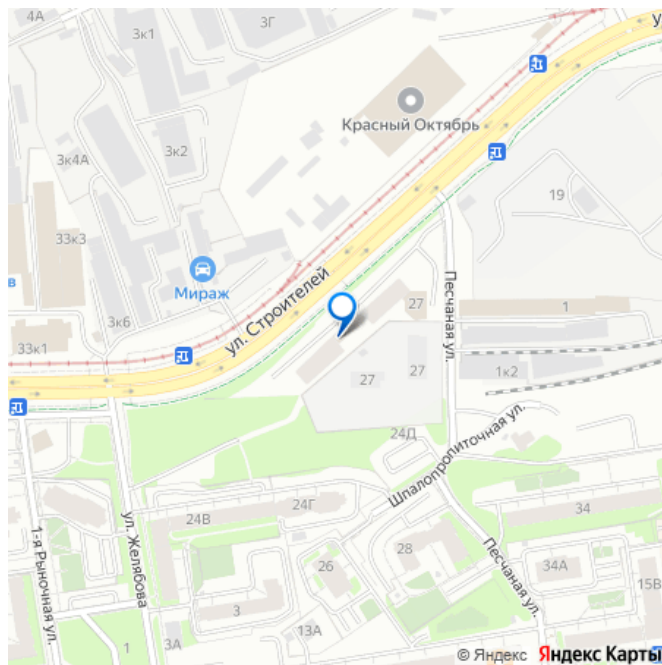 4А
3Г
3к1
Красный Октябрь
3к2
3к4А
19
33к3
в
Мираж
ул. Строителей
Песчаная ул.
27
1
3к6
33к1
27
27
1к2
24Д
Шпалопропиточная ул.
24Г
24В
34
ул. Желябова
1-я Рыночная ул.
28
26
Песчаная ул.
34А
15В
3
13А
1
3А
© Яндекс Яндекс Карты